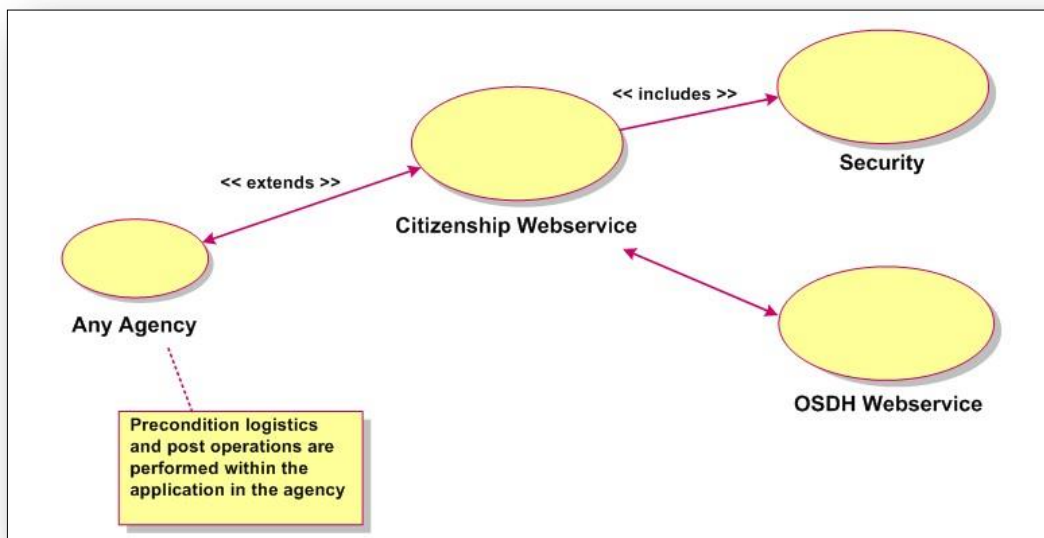 << includes >>
Security
<< extends >>
Citizenship Webservice
Any Agency
OSDH Webservice
Precondition logistics
and post operations are
performed within the
application in the agency